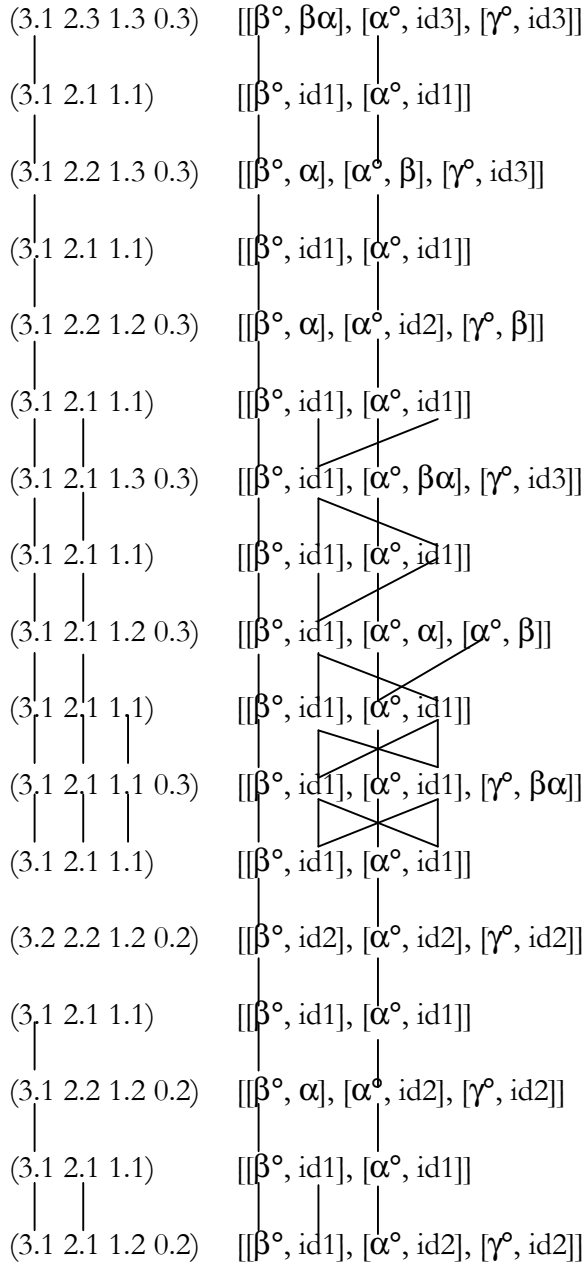 (3.1 2.3 1.3 0.3) [[β°, βα], [α°, id3], [γ°, id3]]
(3.1 2.1 1.1) [[β°, id1], [α°, id1]]
(3.1 2.2 1.3 0.3) [[β°, α], [α°, β], [γ°, id3]]
(3.1 2.1 1.1) [[β°, id1], [α°, id1]]
(3.1 2.2 1.2 0.3) [[β°, α], [α°, id2], [γ°, β]]
(3.1 2.1 1.1) [[β°, id1], [α°, id1]]
(3.1 2.1 1.3 0.3) [[β°, id1], [α°, βα], [γ°, id3]]
(3.1 2.1 1.1) [[β°, id1], [α°, id1]]
(3.1 2.1 1.2 0.3) [[β°, id1], [α°, α], [α°, β]]
(3.1 2.1 1.1) [[β°, id1], [α°, id1]]
(3.1 2.1 1.1 0.3) [[β°, id1], [α°, id1], [γ°, βα]]
(3.1 2.1 1.1) [[β°, id1], [α°, id1]]
(3.2 2.2 1.2 0.2) [[β°, id2], [α°, id2], [γ°, id2]]
(3.1 2.1 1.1) [[β°, id1], [α°, id1]]
(3.1 2.2 1.2 0.2) [[β°, α], [α°, id2], [γ°, id2]]
(3.1 2.1 1.1) [[β°, id1], [α°, id1]]
(3.1 2.1 1.2 0.2) [[β°, id1], [α°, id2], [γ°, id2]]